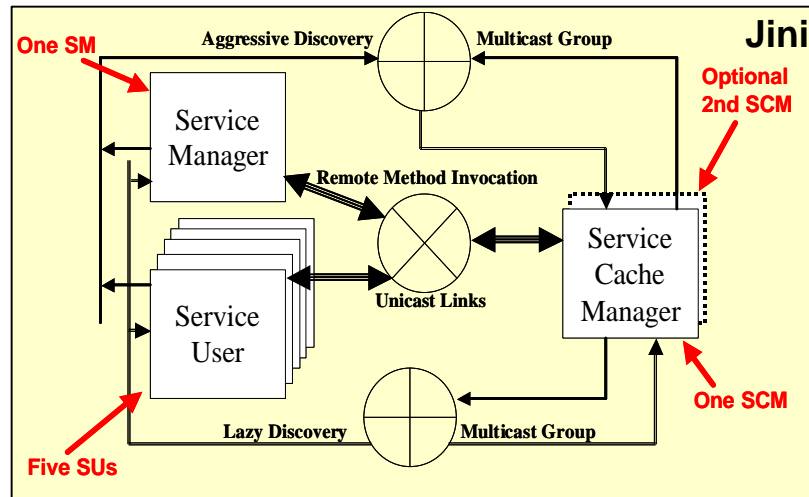 Jini
One SM
Aggressive Discovery
Multicast Group
Optional
2nd SCM
Service
Manager
Remote Method Invocation
Service
Cache
Manager
Unicast Links
Service
User
One SCM
Lazy Discovery
Multicast Group
Five SUs